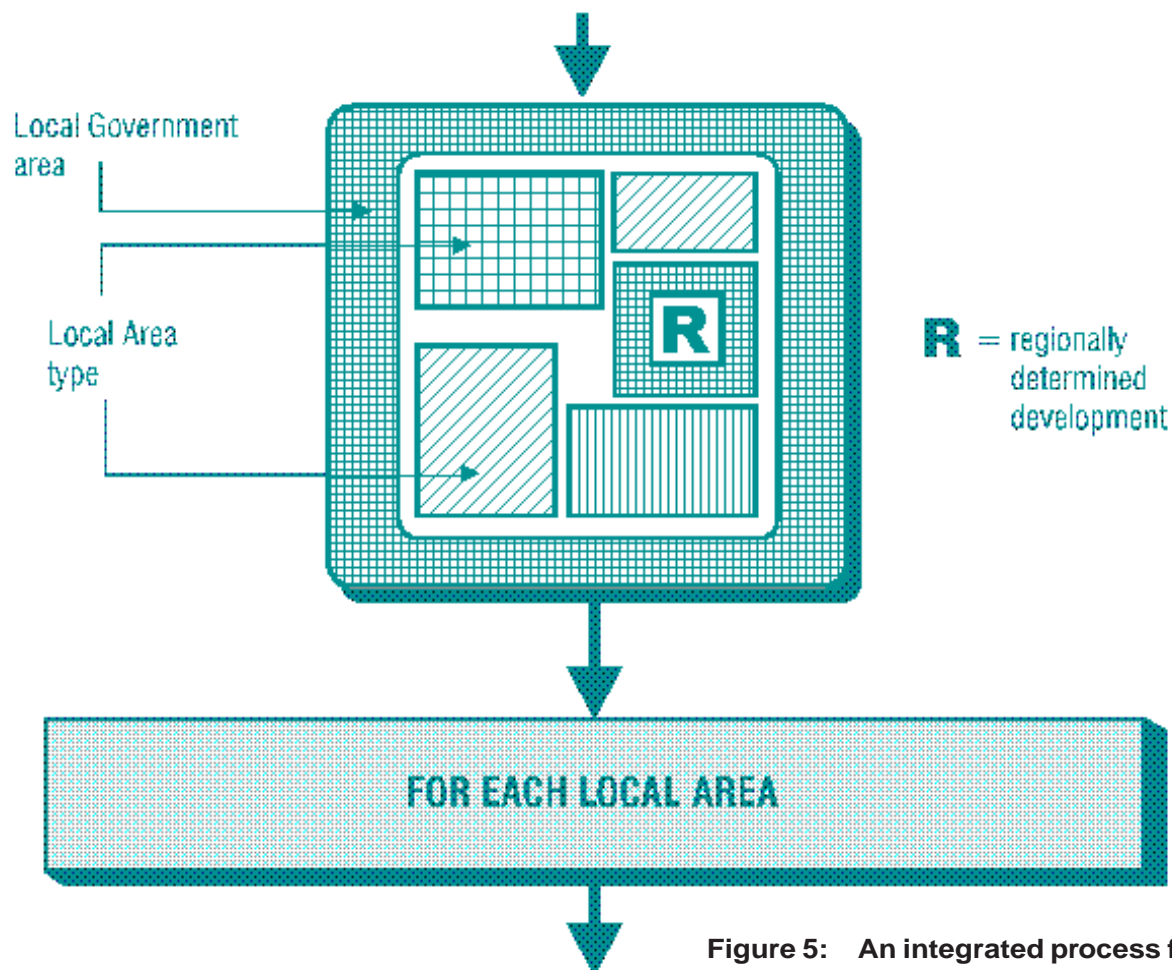 Local Government
area
Local Area
type
R
R = regionally
determined
development
FOR EACH LOCAL AREA
Figure 5: An integrated process